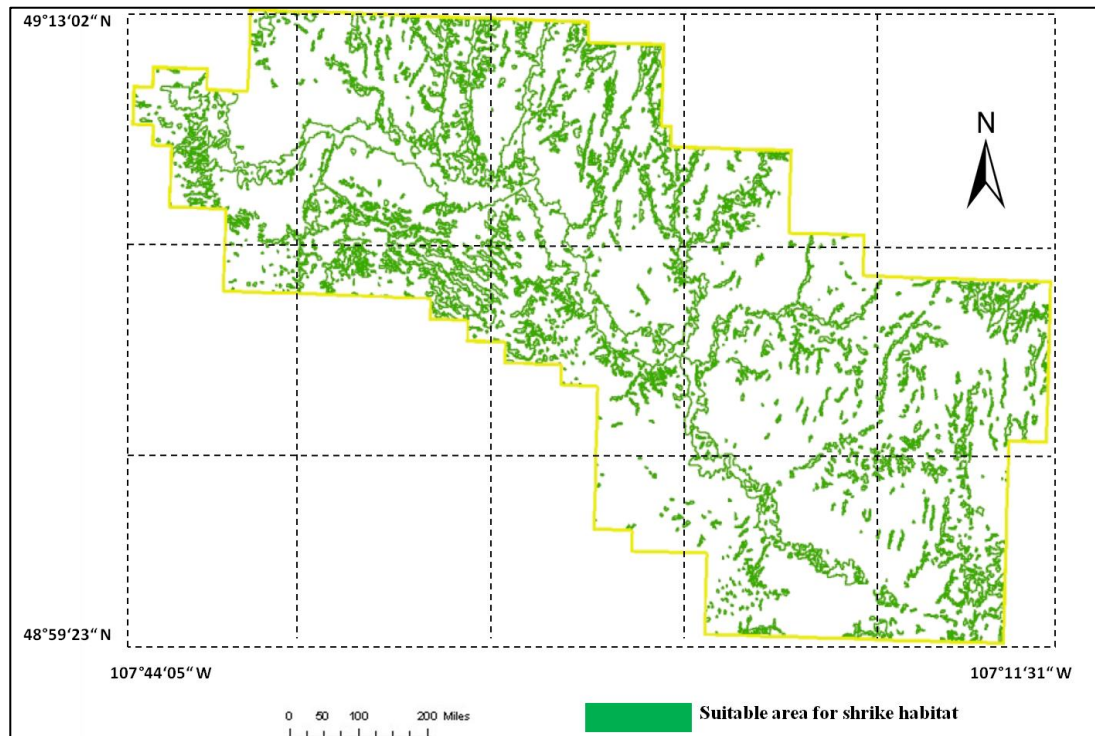 49°13‘02“ N
N
48°59‘23“ N
107°44‘05“ W
107°11‘31“ W
0 50 100 200 Miles
Suitable area for shrike habitat